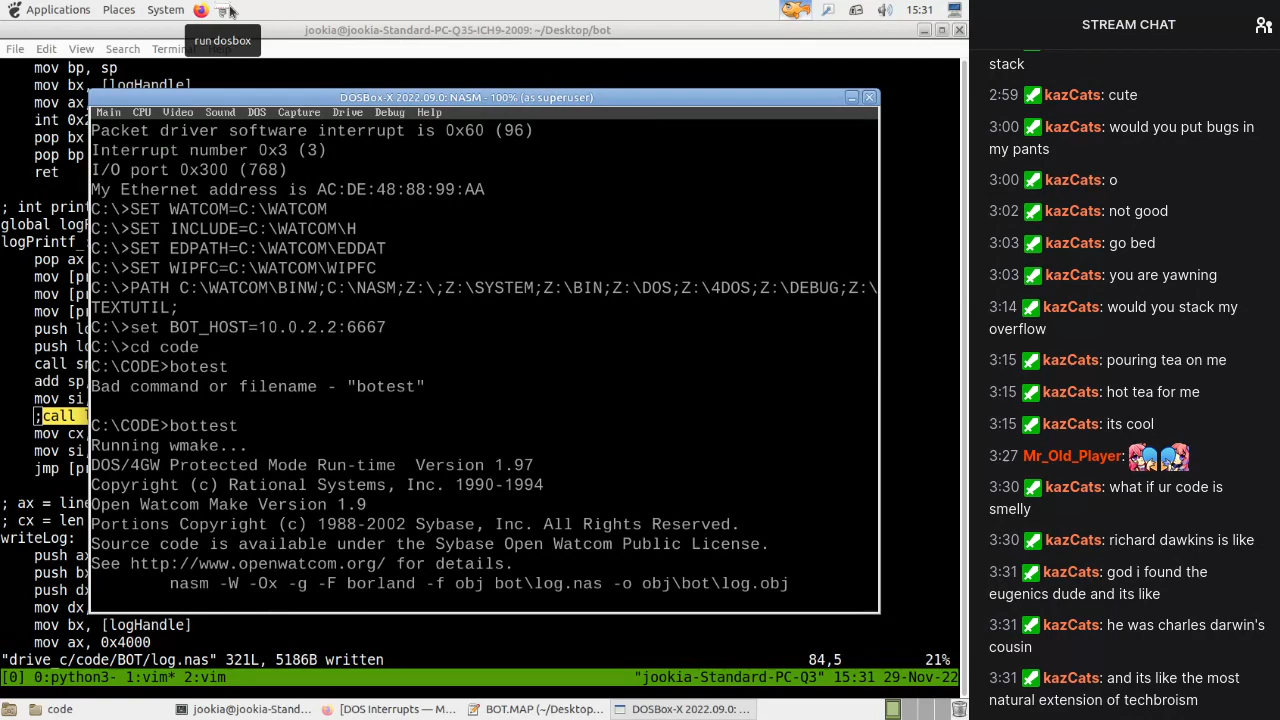 Applications Places System 15:31
run dosbox
jookia@jookia-Standard-PC-Q35-ICH9-2009: ~/Desktop/bot
File Edit View Search Terminal Help
mov bp, sp
mov bx, [logHandle]
mov ax,
int 0x2
pop bx
pop bp
ret
; int print
global logP
logPrintf_
pop ax
mov [p
mov [p
mov [p
push lo
push lo
call sn
add sp,
mov si,
;call l
mov cx
mov si
jmp [p
; ax = line
; cx = len
writeLog:
push ax
push bx
push dx
mov dx,
mov bx, [logHandle]
mov ax, 0x4000
"drive_c/code/BOT/log.nas" 321L, 5186B written 84,5 21%
[0] 0:python3- 1:vim* 2:vim "jookia-Standard-PC-Q3" 15:31 29-Nov-22
DOSBox-X 2022.09.0: NASM - 100% (as superuser)
Main CPU Video Sound DOS Capture Drive Debug Help
Packet driver software interrupt is 0x60 (96)
Interrupt number 0x3 (3)
I/O port 0x300 (768)
My Ethernet address is AC:DE:48:88:99:AA
C:\>SET WATCOM=C:\WATCOM
C:\>SET INCLUDE=C:\WATCOM\H
C:\>SET EDPATH=C:\WATCOM\EDDAT
C:\>SET WIPFC=C:\WATCOM\WIPFC
C:\>PATH C:\WATCOM\BINW;C:\NASM;Z:\;Z:\SYSTEM;Z:\BIN;Z:\DOS;Z:\4DOS;Z:\DEBUG;Z:\
TEXTUTIL;
C:\>set BOT_HOST=10.0.2.2:6667
C:\>cd code
C:\CODE>botest
Bad command or filename - "botest"
C:\CODE>bottest
Running wmake...
DOS/4GW Protected Mode Run-time Version 1.97
Copyright (c) Rational Systems, Inc. 1990-1994
Open Watcom Make Version 1.9
Portions Copyright (c) 1988-2002 Sybase, Inc. All Rights Reserved.
Source code is available under the Sybase Open Watcom Public License.
See http://www.openwatcom.org/ for details.
nasm -W -Ox -g -F borland -f obj bot\log.nas -o obj\bot\log.obj
code jookia@jookia-Stand... [DOS Interrupts — M... BOT.MAP (~/Desktop... DOSBox-X 2022.09.0: ...
STREAM CHAT
stack
2:59 kazCats: cute
3:00 kazCats: would you put bugs in
my pants
3:00 kazCats: o
3:02 kazCats: not good
3:03 kazCats: go bed
3:03 kazCats: you are yawning
3:14 kazCats: would you stack my
overflow
3:15 kazCats: pouring tea on me
3:15 kazCats: hot tea for me
3:15 kazCats: its cool
3:27 Mr_Old_Player:
3:30 kazCats: what if ur code is
smelly
3:30 kazCats: richard dawkins is like
3:31 kazCats: god i found the
eugenics dude and its like
3:31 kazCats: he was charles darwin's
cousin
3:31 kazCats: and its like the most
natural extension of techbroism